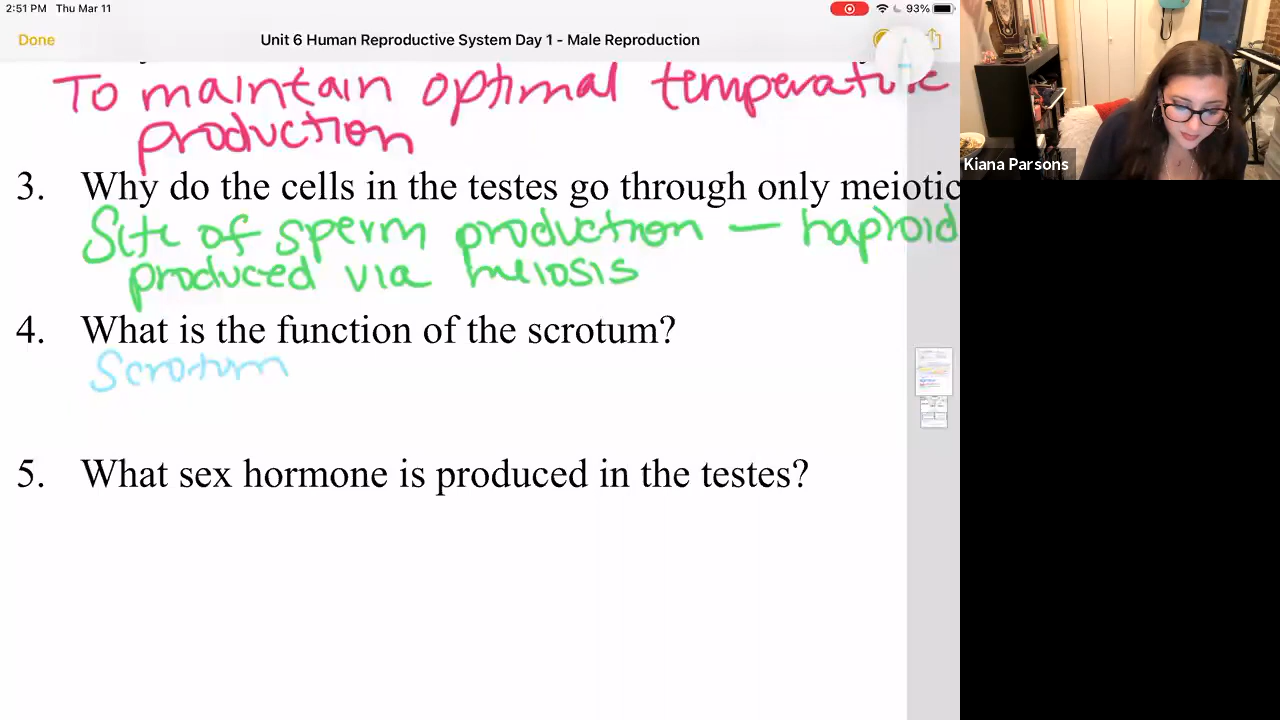 2:51 PM Thu Mar 11
93%
Done
Unit 6 Human Reproductive System Day 1 - Male Reproduction
To maintain optimal temperature
production
3. Why do the cells in the testes go through only meiotic
Site of sperm production — haploid
produced via meiosis
4. What is the function of the scrotum?
Scrotum
5. What sex hormone is produced in the testes?
Kiana Parsons